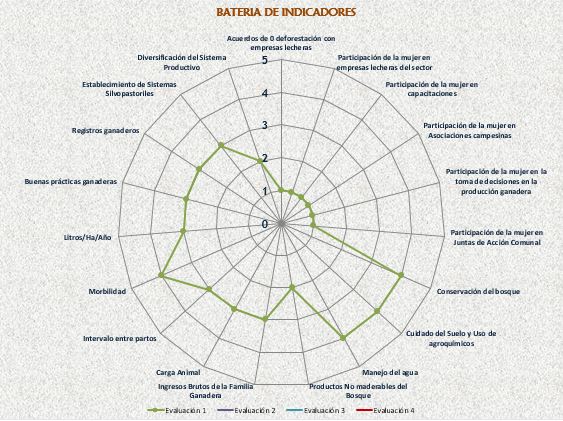 BATERIA DE INDICADORES
Acuerdos de 0 deforestación con
empresas lecheras
Participación de la mujer en
empresas lecheras del sector
Participación de la mujer en
capacitaciones
Participación de la mujer en
Asociaciones campesinas
Participación de la mujer en la
toma de decisiones en la
producción ganadera
Participación de la mujer en
Juntas de Acción Comunal
Conservación del bosque
Cuidado del Suelo y Uso de
agroquímicos
Manejo del agua
Productos No maderables del
Bosque
Ingresos Brutos de la Familia
Ganadera
Carga Animal
Intervalo entre partos
Morbilidad
Litros/Ha/Año
Buenas prácticas ganaderas
Registros ganaderos
Establecimiento de Sistemas
Silvopastoriles
Diversificación del Sistema
Productivo
5
4
3
2
1
0
Evaluación 1
Evaluación 2
Evaluación 3
Evaluación 4